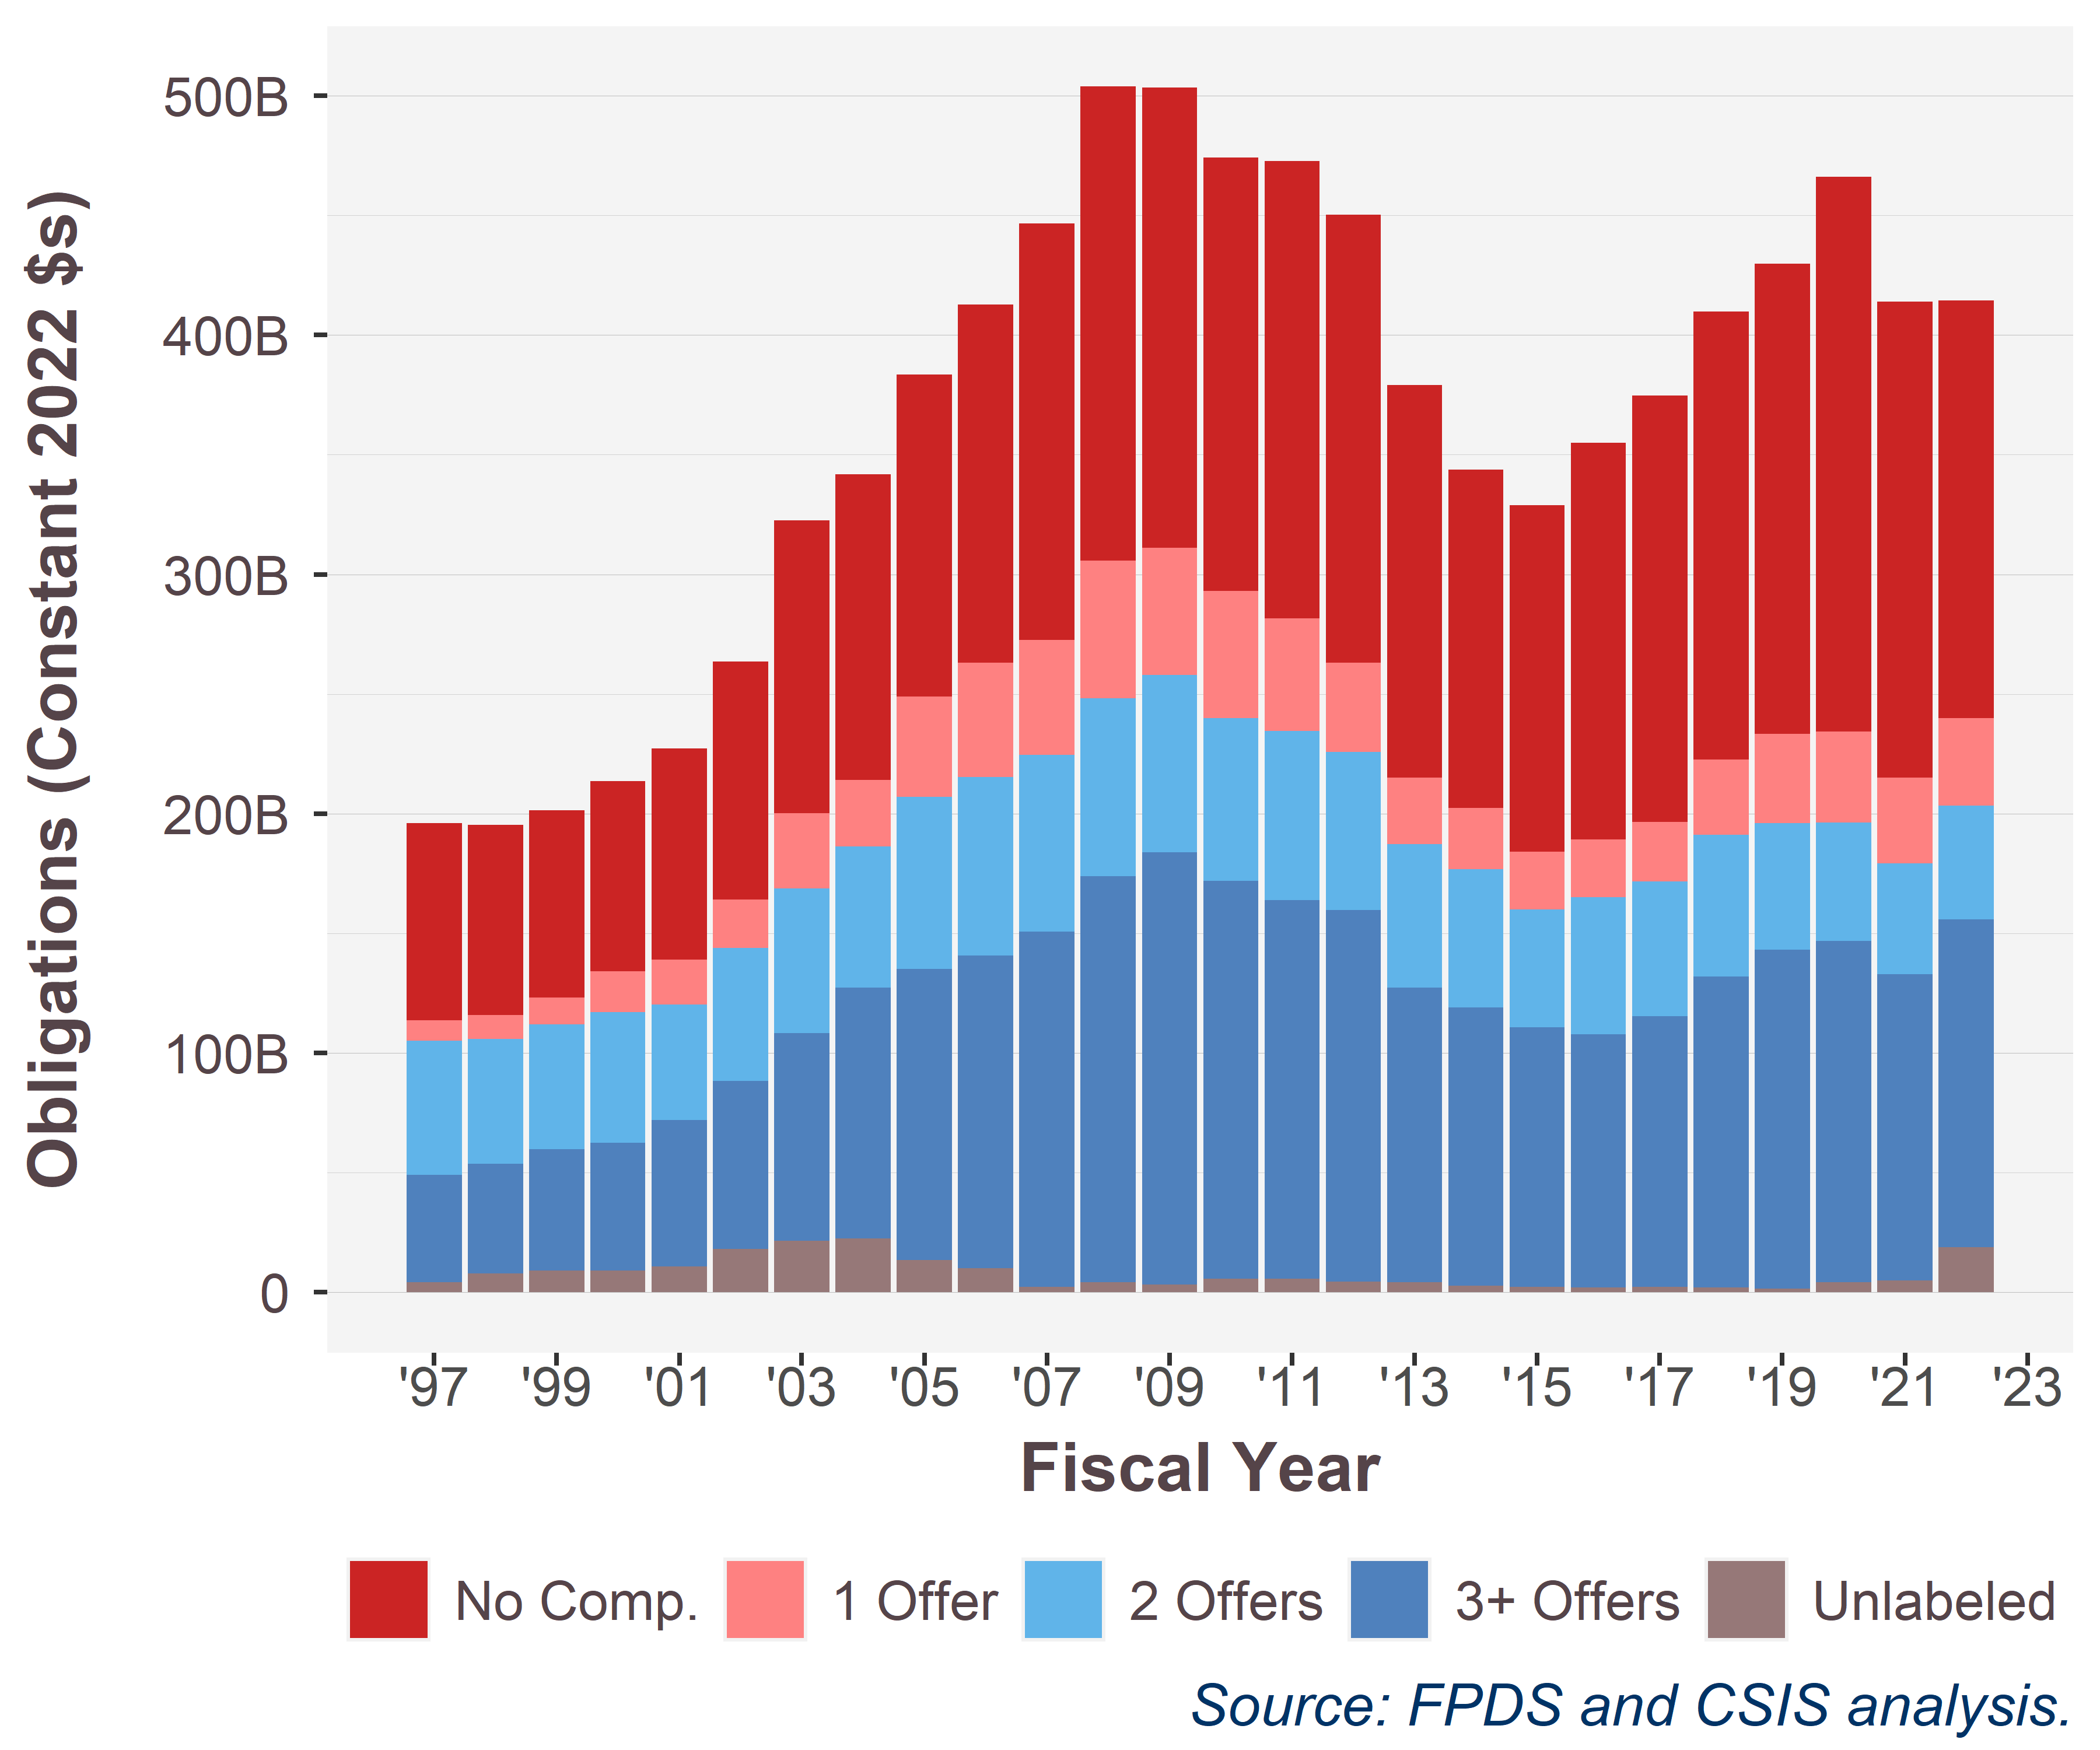 Obligations (Constant 2022 $s)
500B
400B
300B
200B
100B
0
'97 '99 '01 '03 '05 '07 '09 '11 '13 '15 '17 '19 '21 '23
Fiscal Year
No Comp. 1 Offer 2 Offers 3+ Offers Unlabeled
Source: FPDS and CSIS analysis.